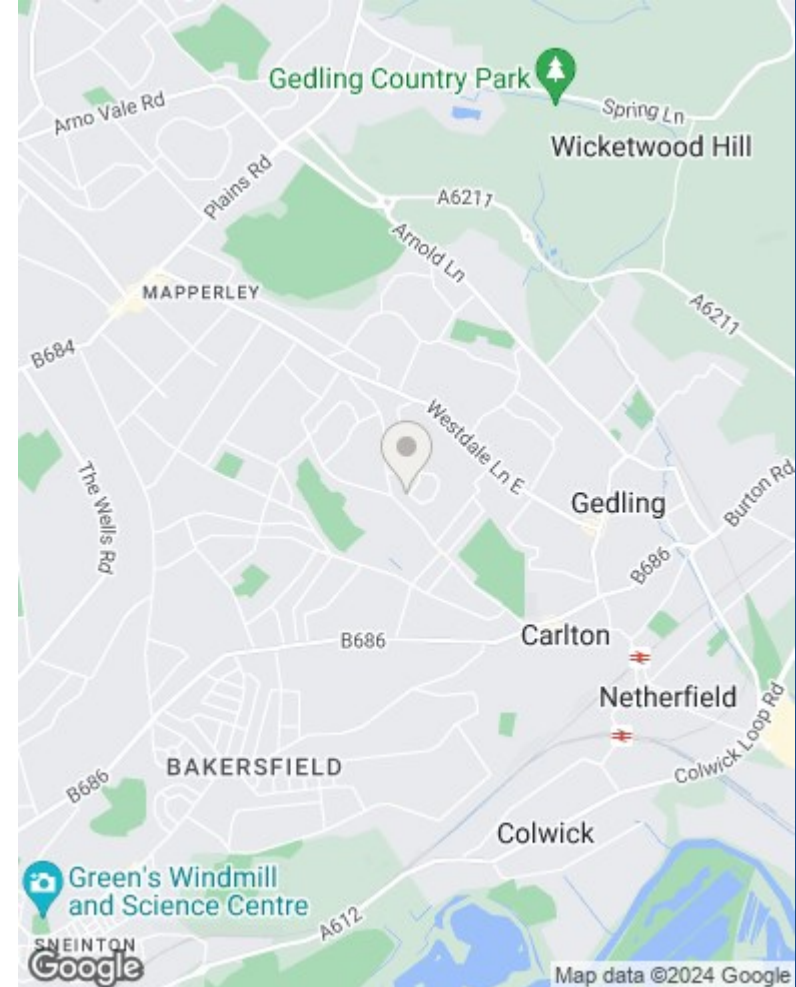 Gedling Country Park
Arno Vale Rd
Spring Ln
Wicketwood Hill
Plains Rd
A6211
Arnold Ln
MAPPERLEY
A6211
B684
Westdale Ln E
The Wells Rd
Gedling
Burton Rd
B686
Carlton
B686
Netherfield
Colwick Loop Rd
BAKERSFIELD
B686
Colwick
Green's Windmill
and Science Centre
A612
SNEINTON
Google
Map data ©2024 Google